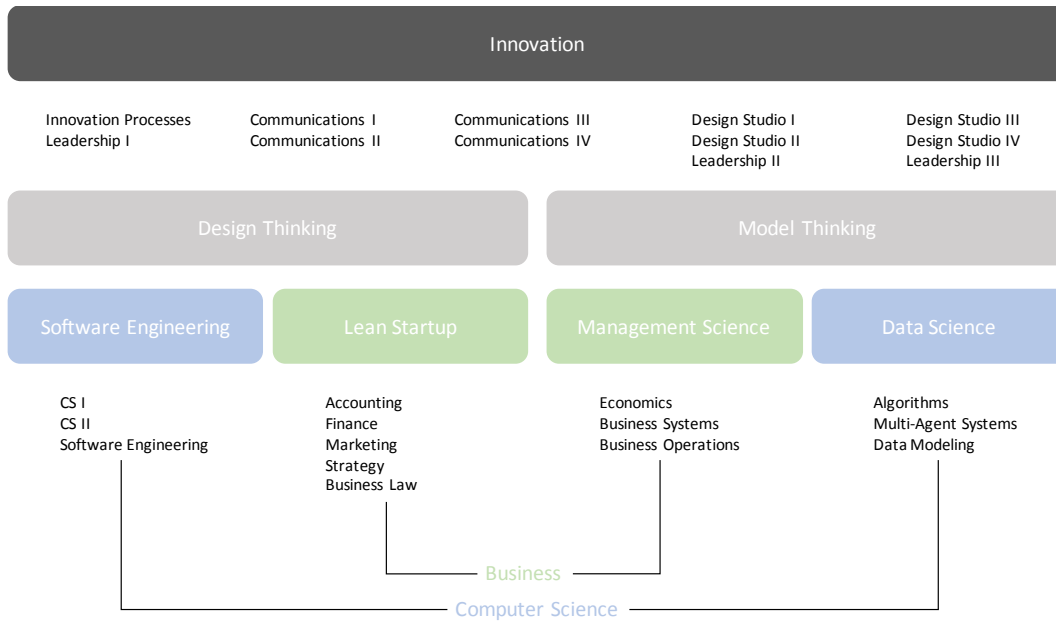 Innovation
Innovation Processes
Leadership I
Communications I
Communications II
Communications III
Communications IV
Design Studio I
Design Studio II
Leadership II
Design Studio III
Design Studio IV
Leadership III
Design Thinking
Model Thinking
Software Engineering
Lean Startup
Management Science
Data Science
CS I
CS II
Software Engineering
Accounting
Finance
Marketing
Strategy
Business Law
Economics
Business Systems
Business Operations
Algorithms
Multi-Agent Systems
Data Modeling
Business
Computer Science